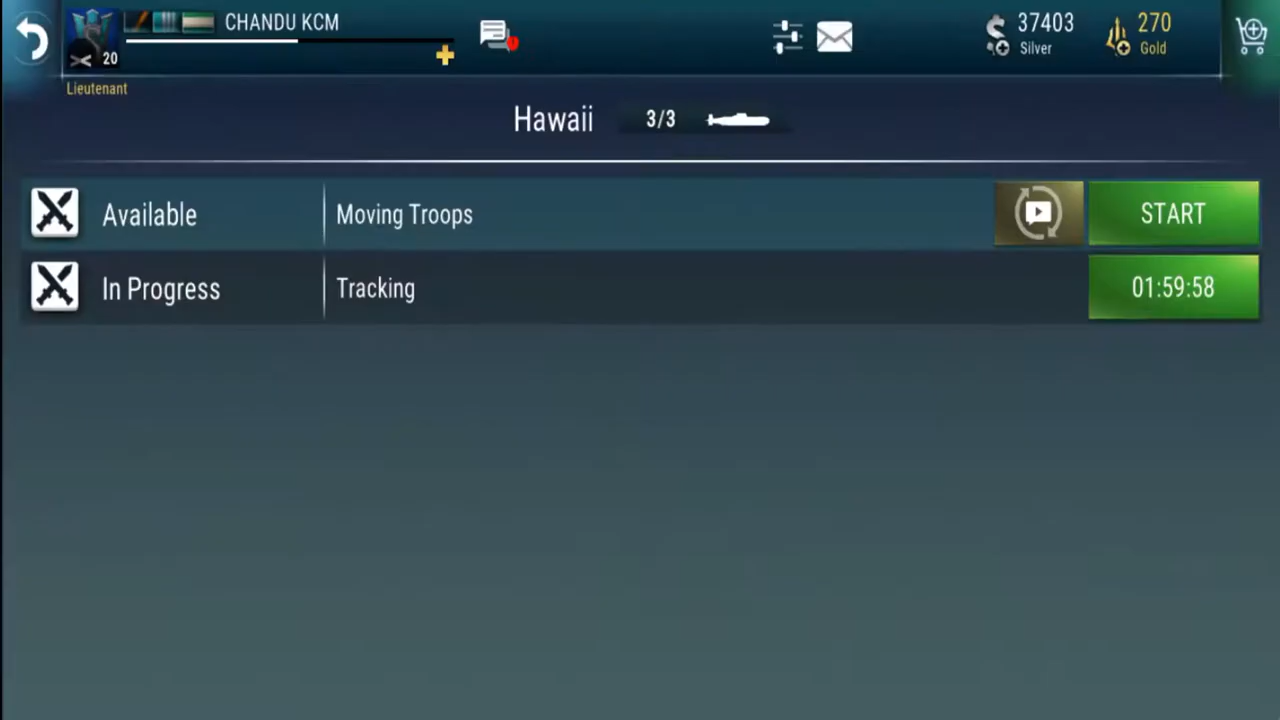 CHANDU KCM
20
Lieutenant
37403
Silver
270
Gold
Hawaii 3/3
Available Moving Troops START
In Progress Tracking 01:59:58